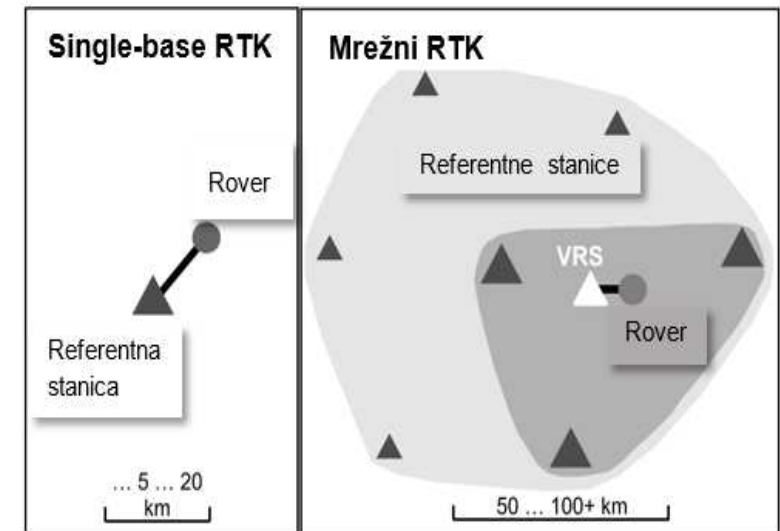 Single-base RTK
Rover
Referentna
stanica
... 5 ... 20
km
Mrežni RTK
Referentne stanice
VRS
Rover
50 ... 100+ km